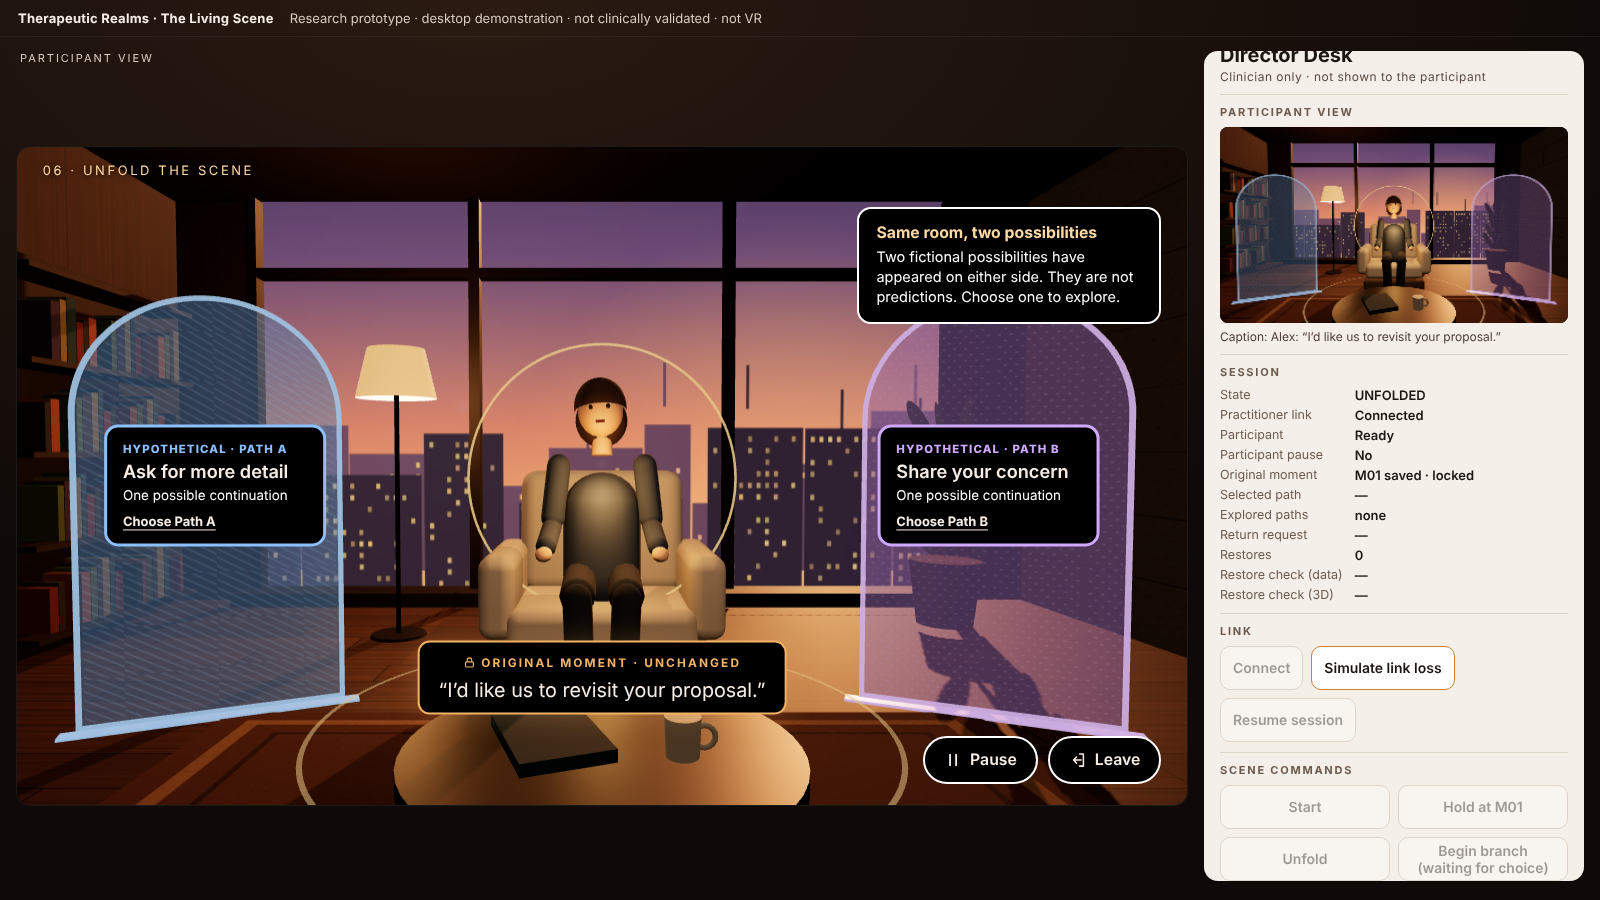 Therapeutic Realms · The Living Scene
Research prototype · desktop demonstration · not clinically validated · not VR
PARTICIPANT VIEW
06 · UNFOLD THE SCENE
Same room, two possibilities
Two fictional possibilities have
appeared on either side. They are not
predictions. Choose one to explore.
HYPOTHETICAL · PATH A
Ask for more detail
One possible continuation
Choose Path A
HYPOTHETICAL · PATH B
Share your concern
One possible continuation
Choose Path B
ORIGINAL MOMENT · UNCHANGED
“I’d like us to revisit your proposal.”
Pause
Leave
Director Desk
Clinician only · not shown to the participant
PARTICIPANT VIEW
Caption: Alex: “I’d like us to revisit your proposal.”
SESSION
State UNFOLDED
Practitioner link Connected
Participant Ready
Participant pause No
Original moment M01 saved · locked
Selected path —
Explored paths none
Return request —
Restores 0
Restore check (data) —
Restore check (3D) —
LINK
Connect
Simulate link loss
Resume session
SCENE COMMANDS
Start
Hold at M01
Unfold
Begin branch
(waiting for choice)